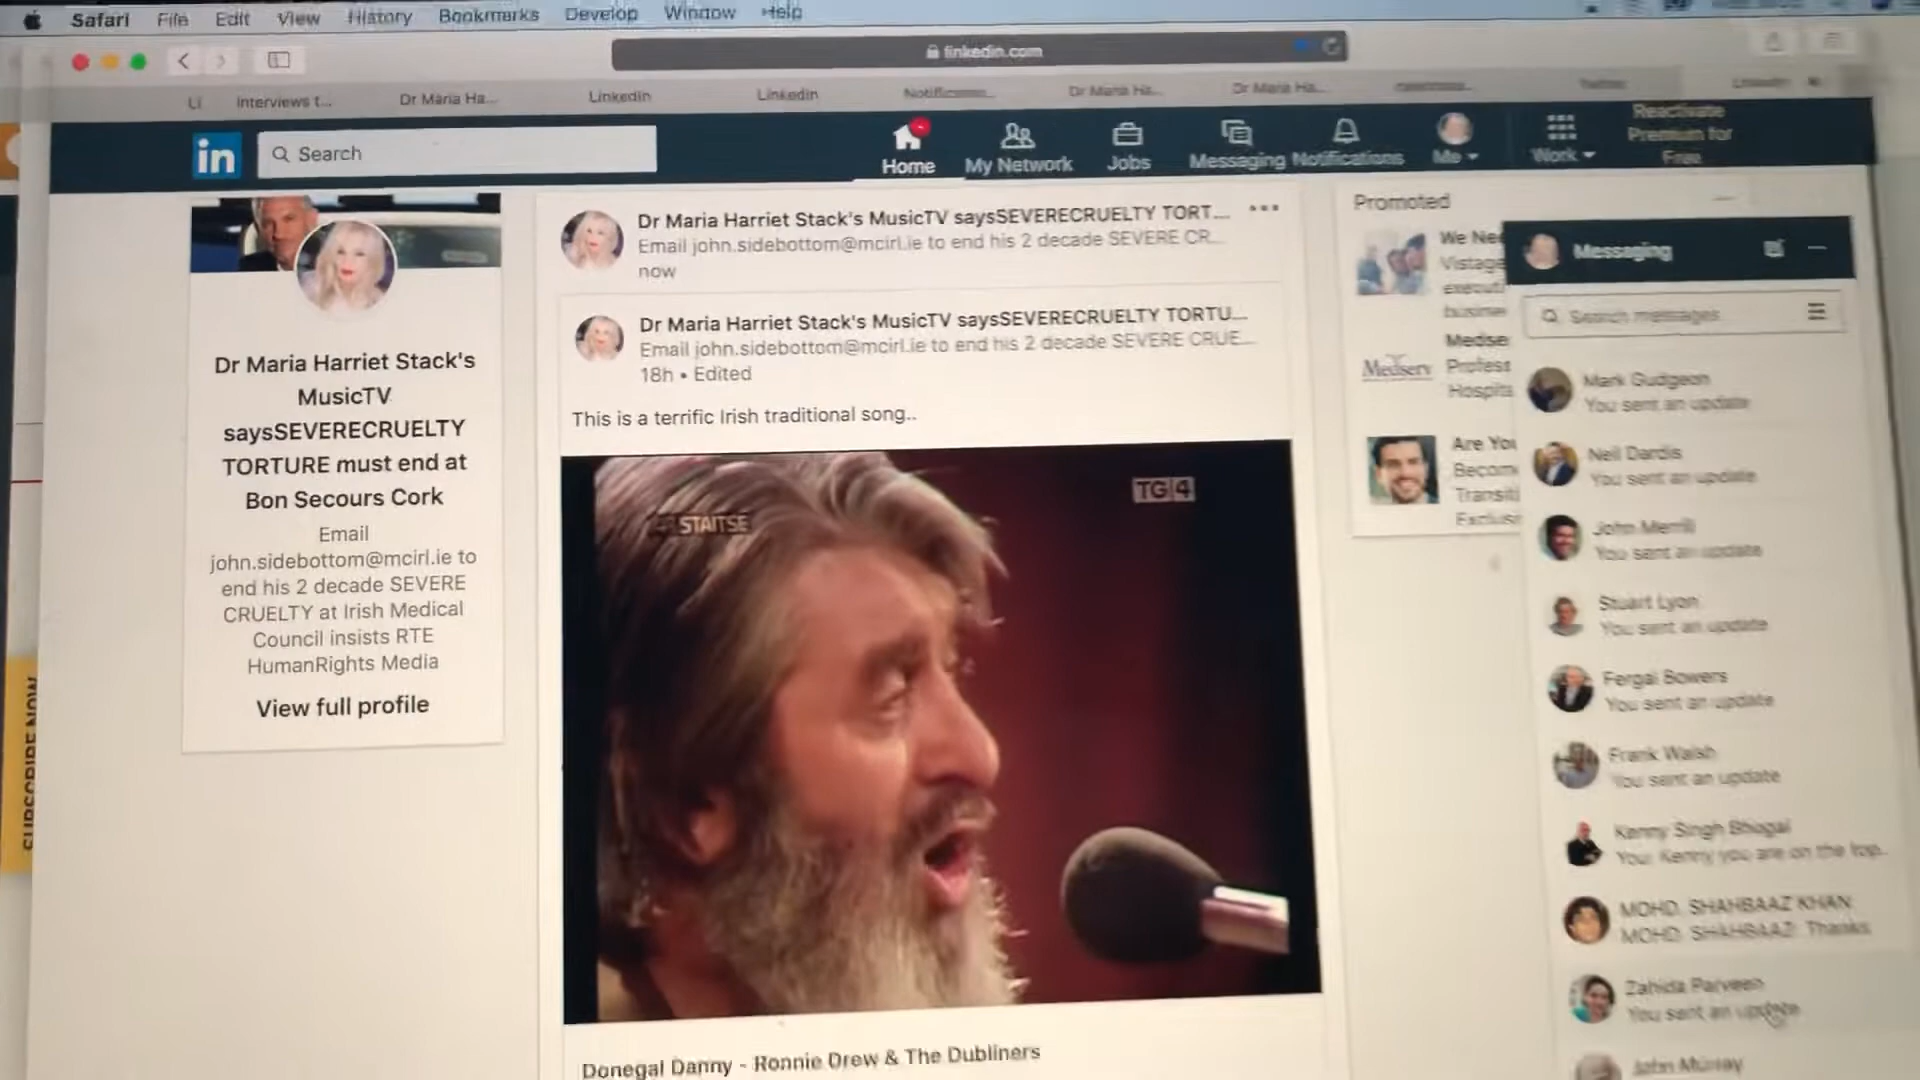 Safari File Edit View History Bookmarks Develop Window Help
linkedin.com
Li Interviews t... Dr Maria Ha... LinkedIn LinkedIn Dr Maria Ha... Dr Maria Ha...
in Search Home My Network Jobs Messaging Notifications Me Work
Reactivate
Premium for
Free
Dr Maria Harriet Stack's
MusicTV
saysSEVERECRUELTY
TORTURE must end at
Bon Secours Cork
Email
john.sidebottom@mcirl.ie to
end his 2 decade SEVERE
CRUELTY at Irish Medical
Council insists RTE
HumanRights Media
View full profile
SUBSCRIBE NOW
Dr Maria Harriet Stack's MusicTV saysSEVERECRUELTY TORT...
Email john.sidebottom@mcirl.ie to end his 2 decade SEVERE CR...
now
Dr Maria Harriet Stack's MusicTV saysSEVERECRUELTY TORTU...
Email john.sidebottom@mcirl.ie to end his 2 decade SEVERE CRUE...
18h • Edited
This is a terrific Irish traditional song..
STAITSE
TG4
Donegal Danny - Ronnie Drew & The Dubliners
Promoted
We Nee
Vistage
executi
busine
Medserv
Medse
Profess
Hospita
Are You
Becom
Transiti
Exclusi
Messaging
Search messages
Mark Gudgeon
You sent an update
Neil Dardis
You sent an update
John Merrill
You sent an update
Stuart Lyon
You sent an update
Fergal Bowers
You sent an update
Frank Walsh
You sent an update
Kenny Singh Bhogal
You: Kenny you are on the top..
MOHD. SHAHBAAZ KHAN
MOHD. SHAHBAAZ: Thanks
Zahida Parveen
You sent an update
John Murray